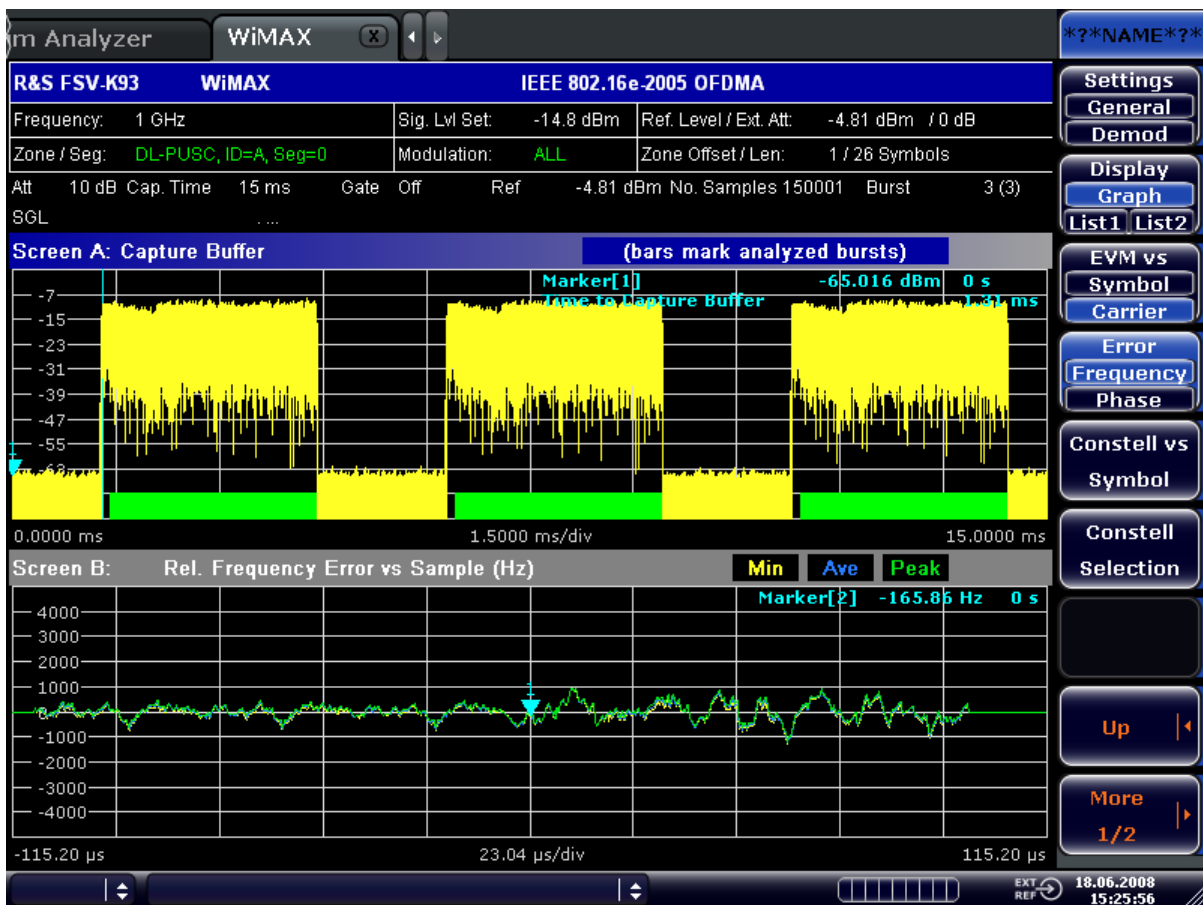 m Analyzer WiMAX X
*?*NAME*?*
R&S FSV-K93 WiMAX IEEE 802.16e-2005 OFDMA
Frequency: 1 GHz Sig. Lvl Set: -14.8 dBm Ref. Level / Ext. Att: -4.81 dBm / 0 dB
Zone / Seg: DL-PUSC, ID=A, Seg=0 Modulation: ALL Zone Offset / Len: 1 / 26 Symbols
Att 10 dB Cap. Time 15 ms Gate Off Ref -4.81 dBm No. Samples 150001 Burst 3 (3)
SGL . ...
Screen A: Capture Buffer (bars mark analyzed bursts)
Marker[1] -65.016 dBm 0 s
Time to Capture Buffer 1.31 ms
-7
-15
-23
-31
-39
-47
-55
-63
1
0.0000 ms 1.5000 ms/div 15.0000 ms
Screen B: Rel. Frequency Error vs Sample (Hz) Min Ave Peak
Marker[2] -165.86 Hz 0 s
4000
3000
2000
1000
0
-1000
-2000
-3000
-4000
1
-115.20 µs 23.04 µs/div 115.20 µs
Settings
General
Demod
Display
Graph
List1 List2
EVM vs
Symbol
Carrier
Error
Frequency
Phase
Constell vs
Symbol
Constell
Selection
Up
More
1/2
EXT
REF
18.06.2008
15:25:56